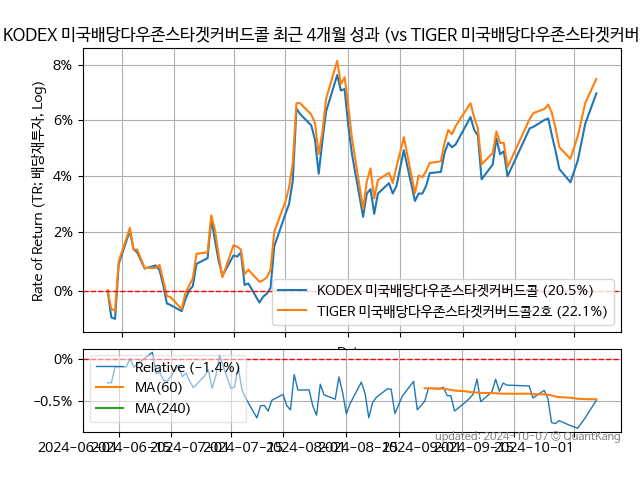 KODEX 미국배당다우존스타겟커버드콜 최근 4개월 성과 (vs TIGER 미국배당다우존스타겟커버
Rate of Return (TR: 배당재투자, Log)
8%
6%
4%
2%
0%
KODEX 미국배당다우존스타겟커버드콜 (20.5%)
TIGER 미국배당다우존스타겟커버드콜2호 (22.1%)
0%
−0.5%
Relative (−1.4%)
MA(60)
MA(240)
updated: 2024-10-07 © QuantKang
2024-06-01
2024-06-15
2024-07-01
2024-07-15
2024-08-01
2024-08-15
2024-09-01
2024-09-15
2024-10-01